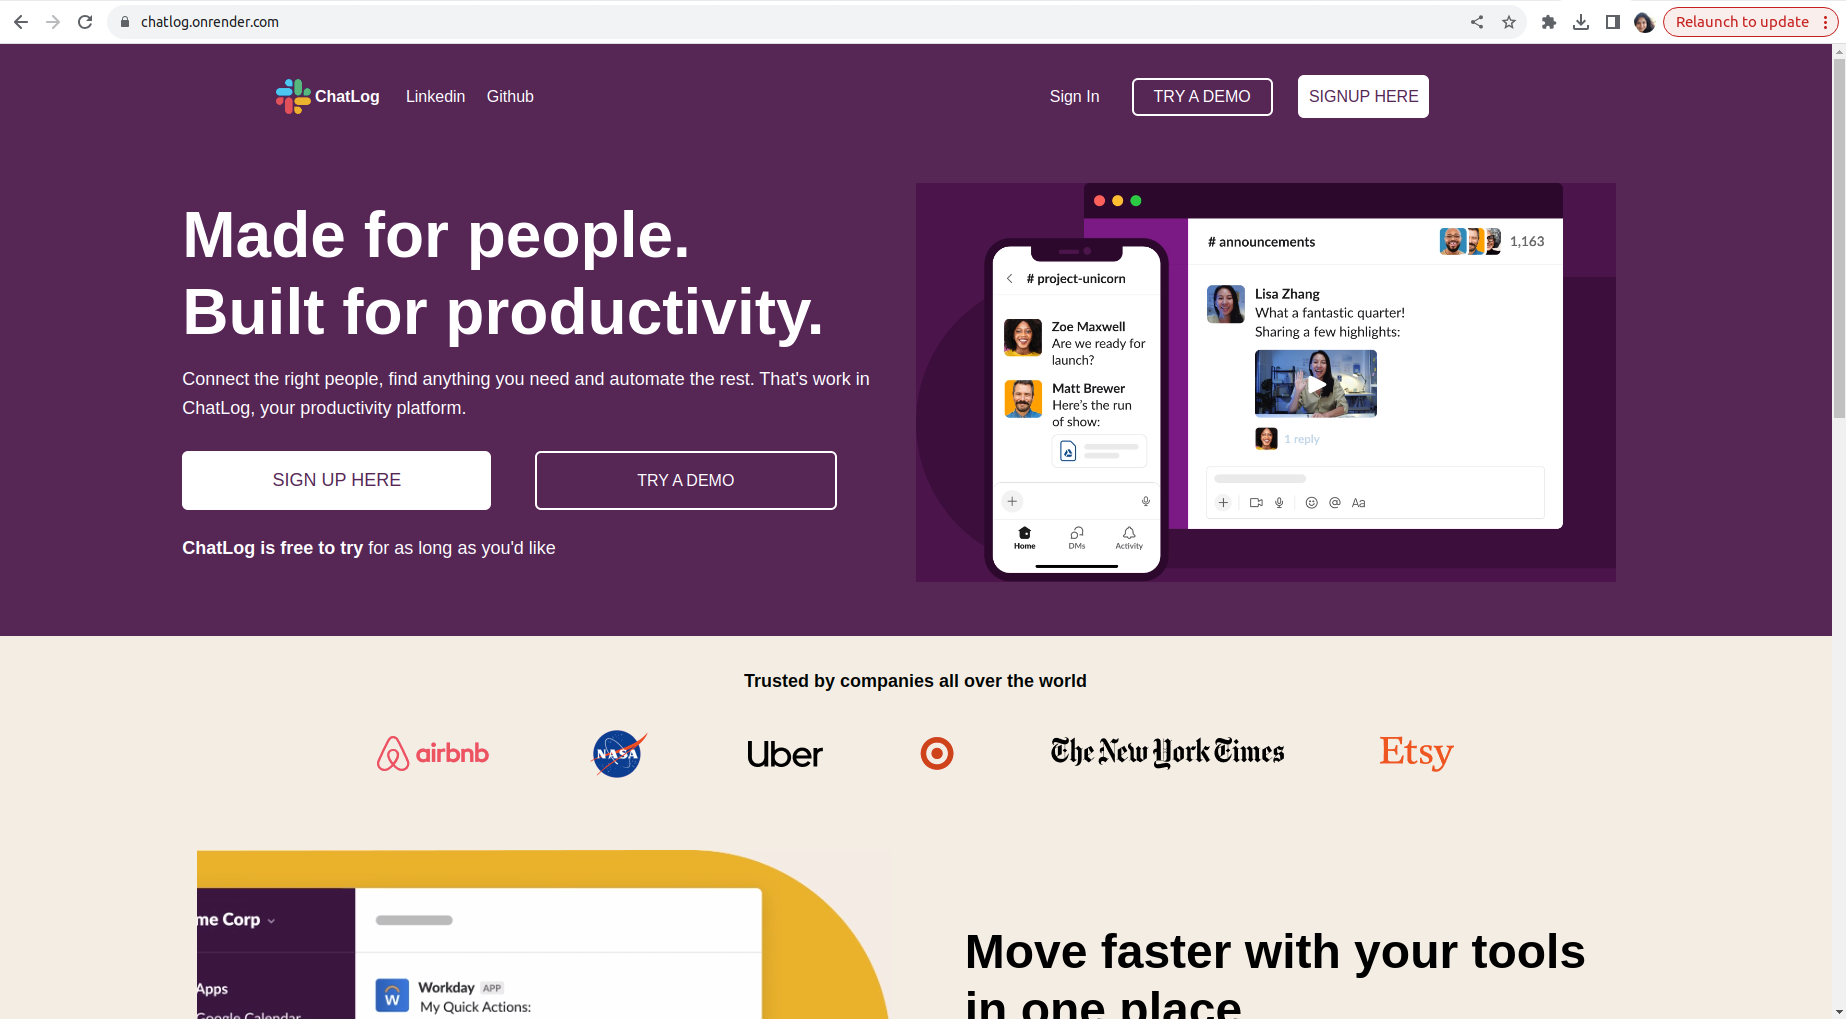 chatlog.onrender.com
Relaunch to update
ChatLog Linkedin Github Sign In TRY A DEMO SIGNUP HERE
Made for people.
Built for productivity.
Connect the right people, find anything you need and automate the rest. That's work in
ChatLog, your productivity platform.
SIGN UP HERE TRY A DEMO
ChatLog is free to try for as long as you'd like
# project-unicorn
Zoe Maxwell
Are we ready for
launch?
Matt Brewer
Here's the run
of show:
Home DMs Activity
# announcements 1,163
Lisa Zhang
What a fantastic quarter!
Sharing a few highlights:
1 reply
Aa
Trusted by companies all over the world
airbnb NASA Uber The New York Times Etsy
me Corp
Apps
Google Calendar
Workday APP
My Quick Actions:
Move faster with your tools
in one place